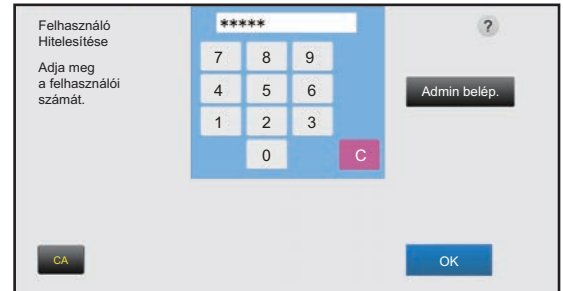 Felhasználó
Hitelesítése
Adja meg
a felhasználói
számát.
*****
7 8 9
4 5 6
1 2 3
0 C
?
Admin belép.
CA
OK